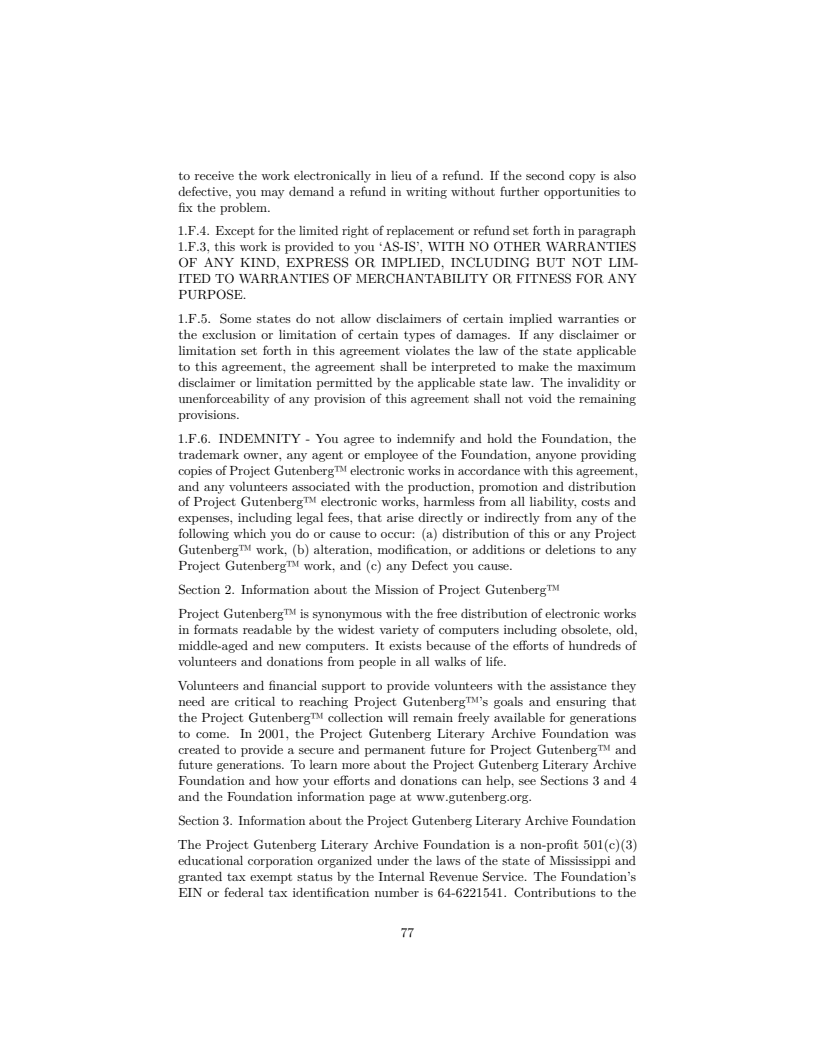 to receive the work electronically in lieu of a refund. If the second copy is also
defective, you may demand a refund in writing without further opportunities to
fix the problem.
1.F.4. Except for the limited right of replacement or refund set forth in paragraph
1.F.3, this work is provided to you ‘AS-IS’, WITH NO OTHER WARRANTIES
OF ANY KIND, EXPRESS OR IMPLIED, INCLUDING BUT NOT LIM-
ITED TO WARRANTIES OF MERCHANTABILITY OR FITNESS FOR ANY
PURPOSE.
1.F.5. Some states do not allow disclaimers of certain implied warranties or
the exclusion or limitation of certain types of damages. If any disclaimer or
limitation set forth in this agreement violates the law of the state applicable
to this agreement, the agreement shall be interpreted to make the maximum
disclaimer or limitation permitted by the applicable state law. The invalidity or
unenforceability of any provision of this agreement shall not void the remaining
provisions.
1.F.6. INDEMNITY - You agree to indemnify and hold the Foundation, the
trademark owner, any agent or employee of the Foundation, anyone providing
copies of Project Gutenberg™ electronic works in accordance with this agreement,
and any volunteers associated with the production, promotion and distribution
of Project Gutenberg™ electronic works, harmless from all liability, costs and
expenses, including legal fees, that arise directly or indirectly from any of the
following which you do or cause to occur: (a) distribution of this or any Project
Gutenberg™ work, (b) alteration, modification, or additions or deletions to any
Project Gutenberg™ work, and (c) any Defect you cause.
Section 2. Information about the Mission of Project Gutenberg™
Project Gutenberg™ is synonymous with the free distribution of electronic works
in formats readable by the widest variety of computers including obsolete, old,
middle-aged and new computers. It exists because of the efforts of hundreds of
volunteers and donations from people in all walks of life.
Volunteers and financial support to provide volunteers with the assistance they
need are critical to reaching Project Gutenberg™’s goals and ensuring that
the Project Gutenberg™ collection will remain freely available for generations
to come. In 2001, the Project Gutenberg Literary Archive Foundation was
created to provide a secure and permanent future for Project Gutenberg™ and
future generations. To learn more about the Project Gutenberg Literary Archive
Foundation and how your efforts and donations can help, see Sections 3 and 4
and the Foundation information page at www.gutenberg.org.
Section 3. Information about the Project Gutenberg Literary Archive Foundation
The Project Gutenberg Literary Archive Foundation is a non-profit 501(c)(3)
educational corporation organized under the laws of the state of Mississippi and
granted tax exempt status by the Internal Revenue Service. The Foundation’s
EIN or federal tax identification number is 64-6221541. Contributions to the
77